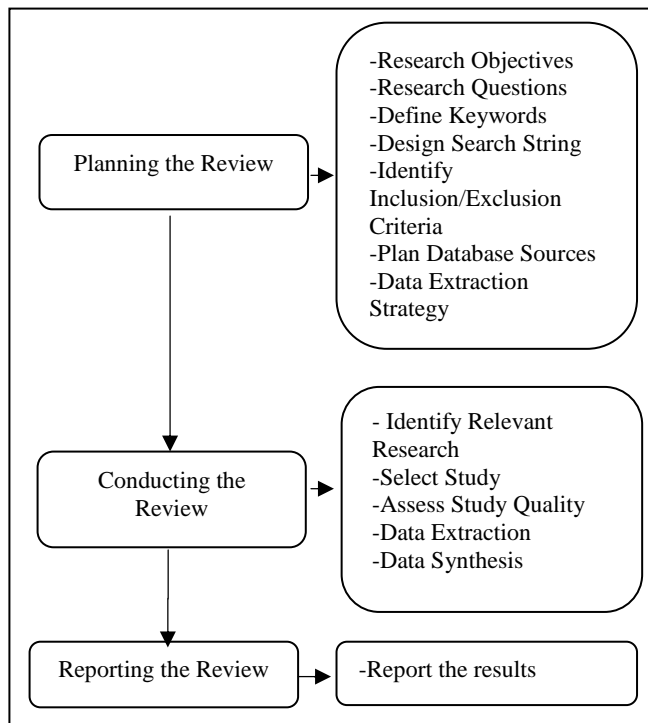 Planning the Review
-Research Objectives
-Research Questions
-Define Keywords
-Design Search String
-Identify
Inclusion/Exclusion
Criteria
-Plan Database Sources
-Data Extraction
Strategy
Conducting the
Review
- Identify Relevant
Research
-Select Study
-Assess Study Quality
-Data Extraction
-Data Synthesis
Reporting the Review
-Report the results